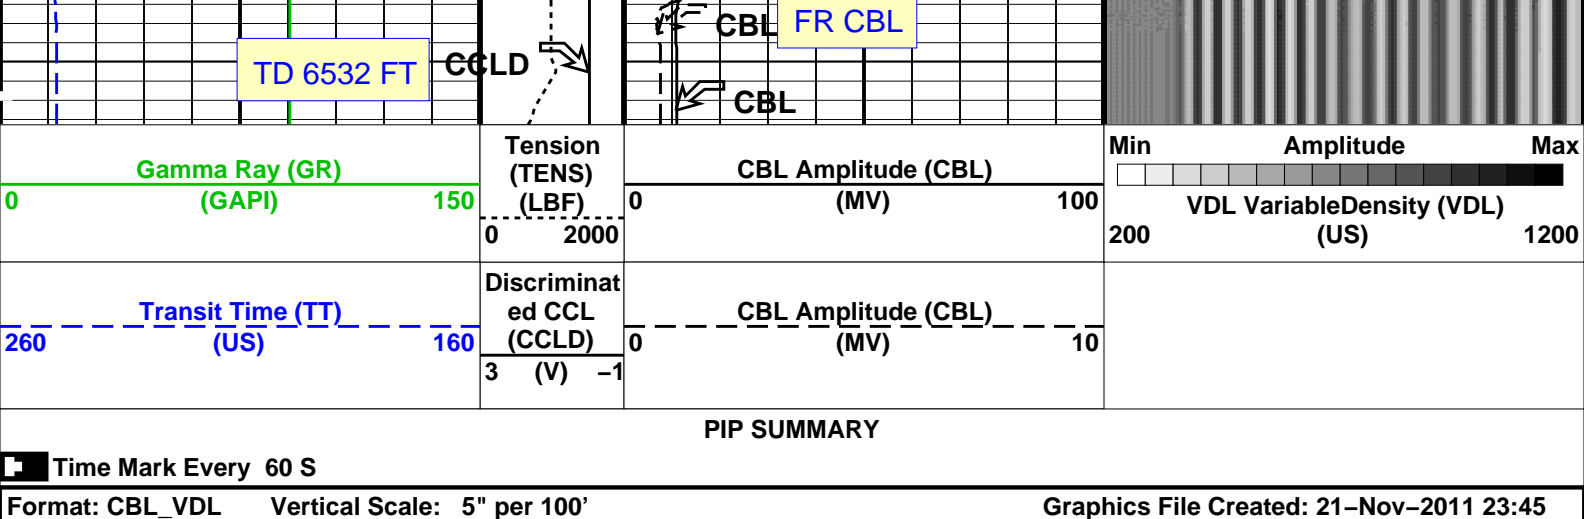 CBL
FR CBL
TD 6532 FT
CCLD
CBL
Gamma Ray (GR)
0 (GAPI) 150
Tension
(TENS)
(LBF)
0 2000
CBL Amplitude (CBL)
0 (MV) 100
Min Amplitude Max
VDL VariableDensity (VDL)
200 (US) 1200
Transit Time (TT)
260 (US) 160
Discriminat
ed CCL
(CCLD)
3 (V) −1
CBL Amplitude (CBL)
0 (MV) 10
PIP SUMMARY
Time Mark Every 60 S
Format: CBL_VDL Vertical Scale: 5" per 100' Graphics File Created: 21−Nov−2011 23:45